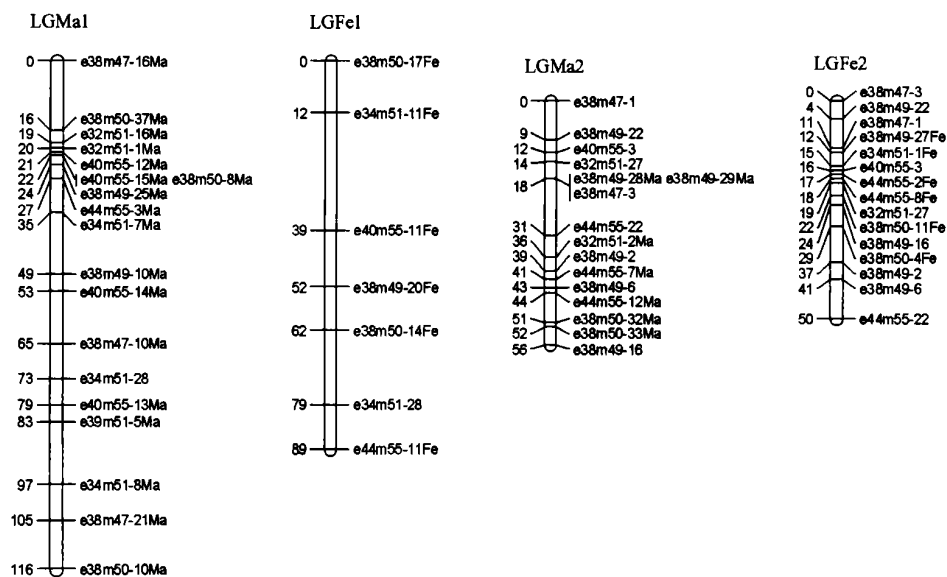 LGMa1
0 e38m47-16Ma
16 e38m50-37Ma
19 e32m51-16Ma
20 e32m51-1Ma
21 e40m55-12Ma
22 e40m55-15Ma e38m50-8Ma
24 e38m49-25Ma
27 e44m55-3Ma
35 e34m51-7Ma
49 e38m49-10Ma
53 e40m55-14Ma
65 e38m47-10Ma
73 e34m51-28
79 e40m55-13Ma
83 e39m51-5Ma
97 e34m51-8Ma
105 e38m47-21Ma
116 e38m50-10Ma
LGFe1
0 e38m50-17Fe
12 e34m51-11Fe
39 e40m55-11Fe
52 e38m49-20Fe
62 e38m50-14Fe
79 e34m51-28
89 e44m55-11Fe
LGMa2
0 e38m47-1
9 e38m49-22
12 e40m55-3
14 e32m51-27
18 e38m49-28Ma e38m49-29Ma
e38m47-3
31 e44m55-22
36 e32m51-2Ma
39 e38m49-2
41 e44m55-7Ma
43 e38m49-6
44 e44m55-12Ma
51 e38m50-32Ma
52 e38m50-33Ma
56 e38m49-16
LGFe2
0 e38m47-3
4 e38m49-22
11 e38m47-1
12 e38m49-27Fe
15 e34m51-1Fe
16 e40m55-3
17 e44m55-2Fe
18 e44m55-8Fe
19 e32m51-27
22 e38m50-11Fe
24 e38m49-16
29 e38m50-4Fe
37 e38m49-2
41 e38m49-6
50 e44m55-22